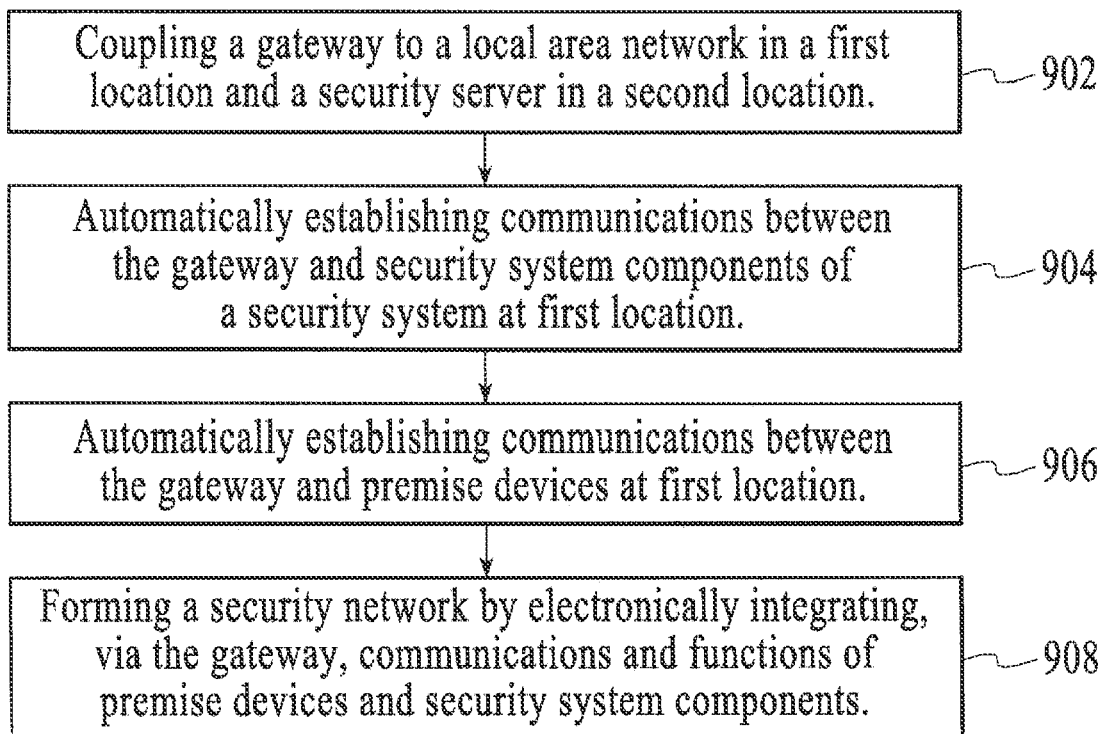 Coupling a gateway to a local area network in a first
location and a security server in a second location.
902
Automatically establishing communications between
the gateway and security system components of
a security system at first location.
904
Automatically establishing communications between
the gateway and premise devices at first location.
906
Forming a security network by electronically integrating,
via the gateway, communications and functions of
premise devices and security system components.
908